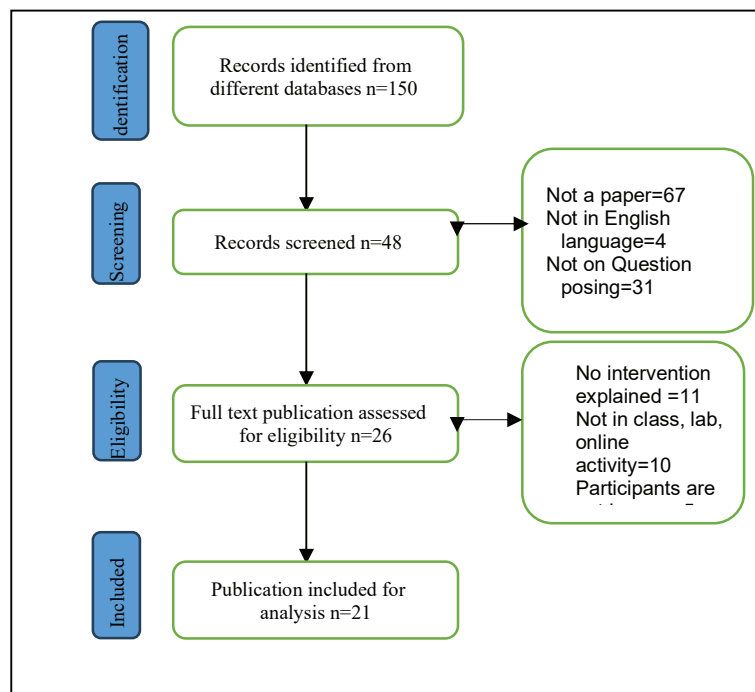 dentification
Records identified from
different databases n=150
Screening
Records screened n=48
Not a paper=67
Not in English
language=4
Not on Question
posing=31
Eligibility
Full text publication assessed
for eligibility n=26
No intervention
explained =11
Not in class, lab,
online
activity=10
Participants are
Included
Publication included for
analysis n=21